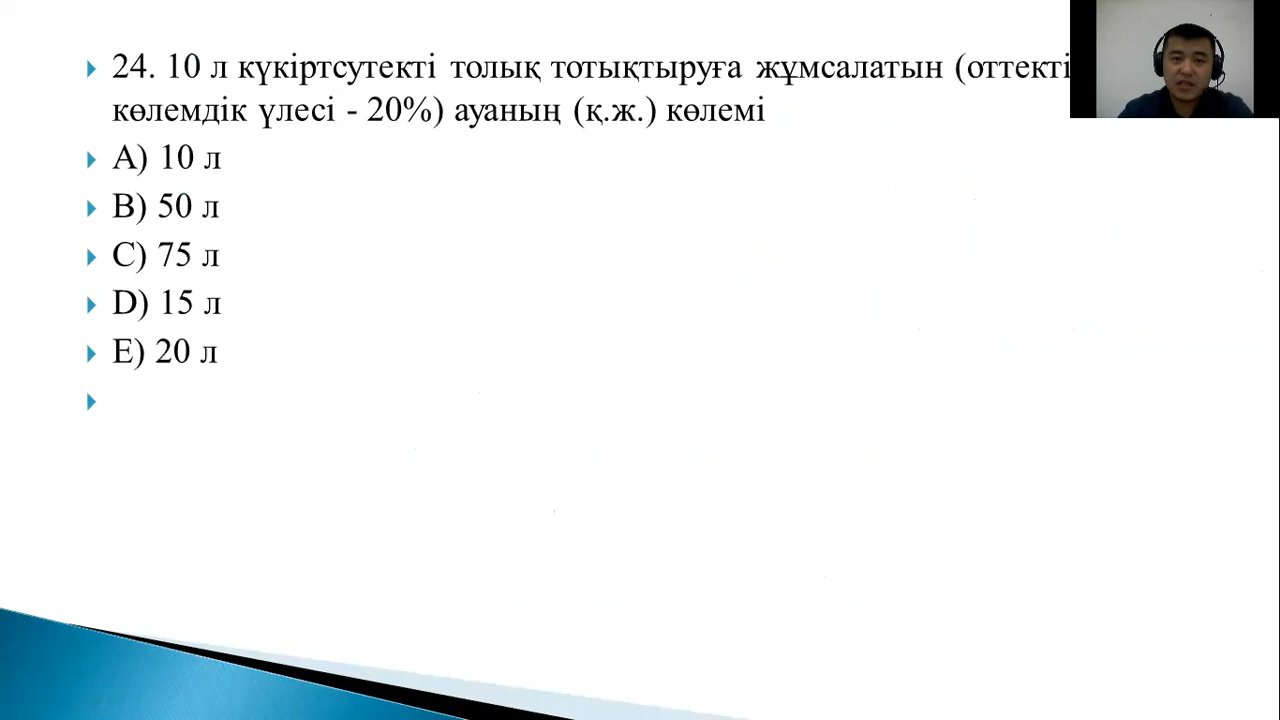 24. 10 л күкіртсутекті толық тотықтыруға жұмсалатын (оттекті
көлемдік үлесі - 20%) ауаның (қ.ж.) көлемі
A) 10 л
B) 50 л
C) 75 л
D) 15 л
E) 20 л